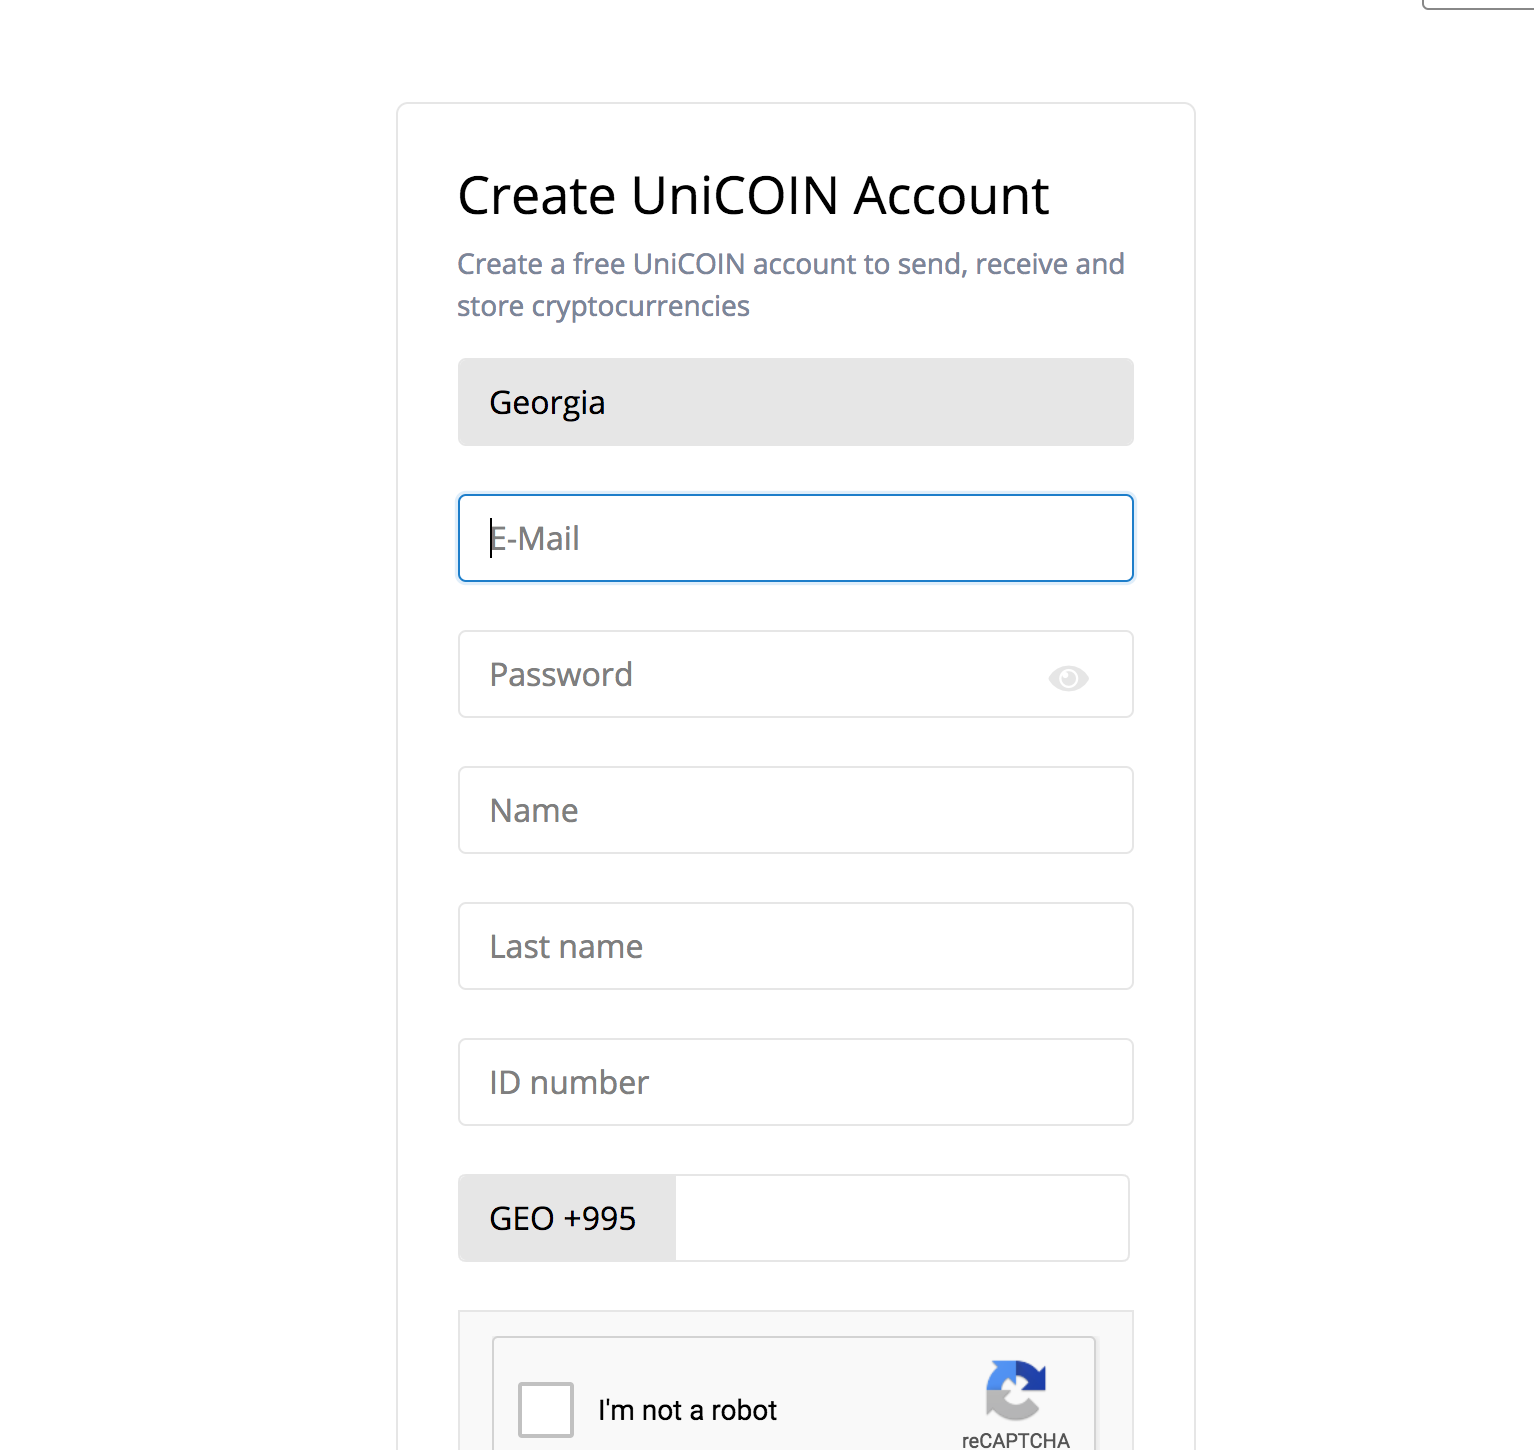 Create UniCOIN Account
Create a free UniCOIN account to send, receive and
store cryptocurrencies
Georgia
E-Mail
Password
Name
Last name
ID number
GEO +995
I'm not a robot
reCAPTCHA